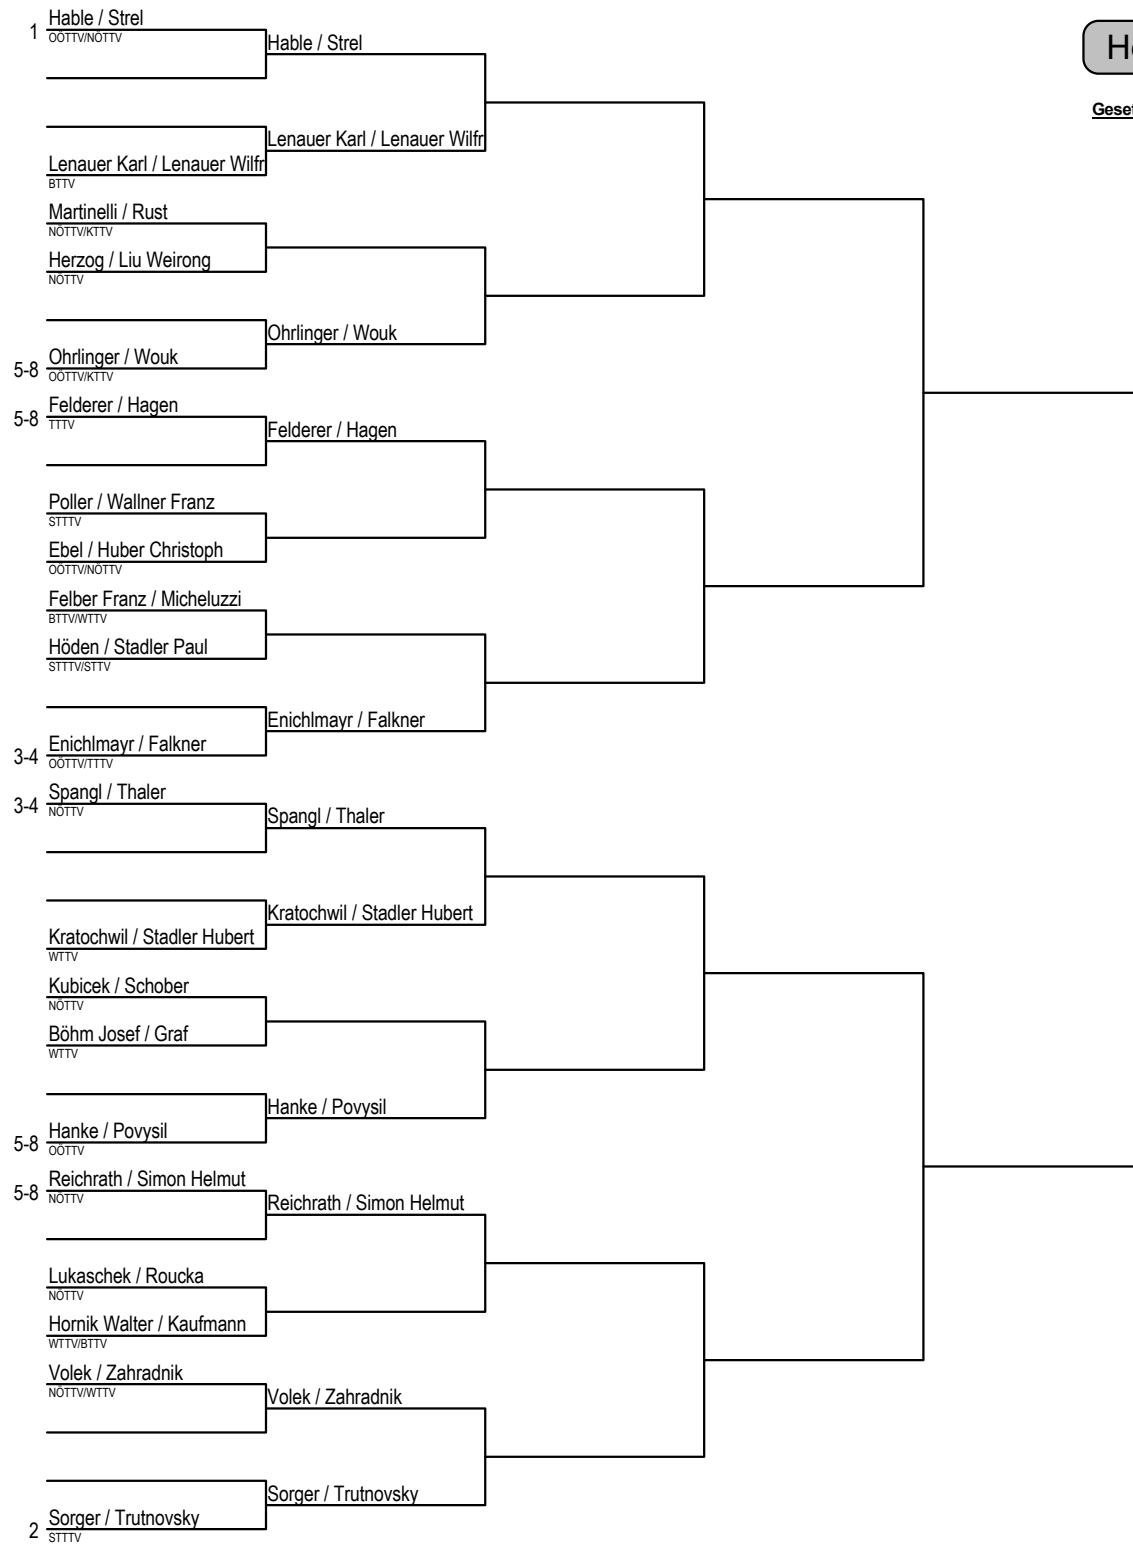 Hable / Strel
1
OÖTTV/NÖTTV
Hable / Strel
Lenauer Karl / Lenauer Wilfr
Lenauer Karl / Lenauer Wilfr
BTTV
Martinelli / Rust
NÖTTV/KTTV
Herzog / Liu Weirong
NÖTTV
Ohrlinger / Wouk
Ohrlinger / Wouk
5-8
OÖTTV/KTTV
Felderer / Hagen
5-8
TTTV
Felderer / Hagen
Poller / Wallner Franz
STTTV
Ebel / Huber Christoph
OÖTTV/NÖTTV
Felber Franz / Micheluzzi
BTTV/WTTV
Höden / Stadler Paul
STTTV/STTV
Enichlmayr / Falkner
Enichlmayr / Falkner
3-4
OÖTTV/TTTV
Spangl / Thaler
3-4
NÖTTV
Spangl / Thaler
Kratochwil / Stadler Hubert
Kratochwil / Stadler Hubert
WTTV
Kubicek / Schober
NÖTTV
Böhm Josef / Graf
WTTV
Hanke / Povysil
Hanke / Povysil
5-8
OÖTTV
Reichrath / Simon Helmut
5-8
NÖTTV
Reichrath / Simon Helmut
Lukaschek / Roucka
NÖTTV
Hornik Walter / Kaufmann
WTTV/BTTV
Volek / Zahradnik
NÖTTV/WTTV
Volek / Zahradnik
Sorger / Trutnovsky
Sorger / Trutnovsky
2
STTTV